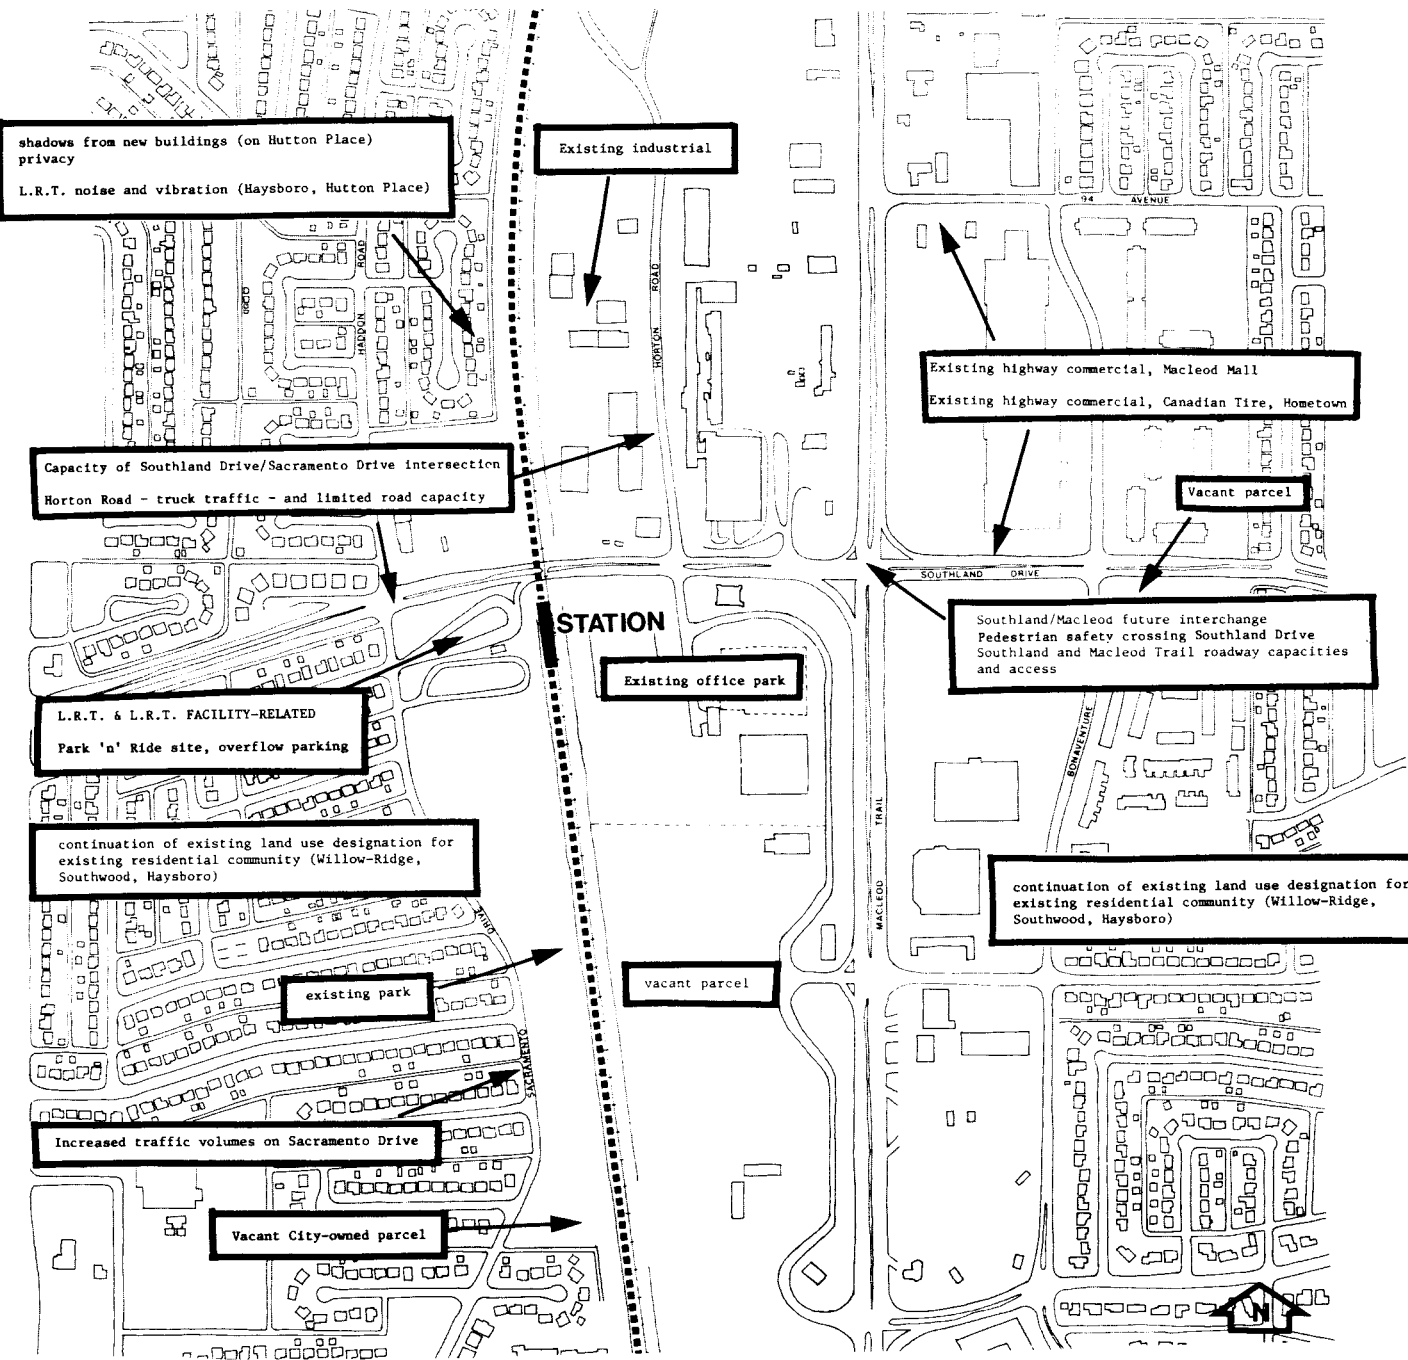 shadows from new buildings (on Hutton Place)
privacy
L.R.T. noise and vibration (Haysboro, Hutton Place)
Existing industrial
94 AVENUE
HADDON ROAD
HORTON ROAD
Existing highway commercial, Macleod Mall
Existing highway commercial, Canadian Tire, Hometown
Capacity of Southland Drive/Sacramento Drive intersection
Horton Road - truck traffic - and limited road capacity
Vacant parcel
SOUTHLAND DRIVE
STATION
Southland/Macleod future interchange
Pedestrian safety crossing Southland Drive
Southland and Macleod Trail roadway capacities
and access
Existing office park
L.R.T. & L.R.T. FACILITY-RELATED
Park 'n' Ride site, overflow parking
BONAVENTURE
MACLEOD TRAIL
continuation of existing land use designation for
existing residential community (Willow-Ridge,
Southwood, Haysboro)
continuation of existing land use designation for
existing residential community (Willow-Ridge,
Southwood, Haysboro)
existing park
vacant parcel
SACRAMENTO DRIVE
Increased traffic volumes on Sacramento Drive
Vacant City-owned parcel
N